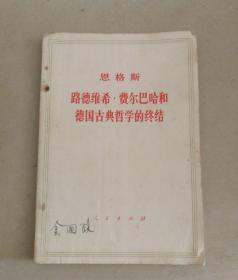 恩格斯
路德维希·费尔巴哈和
德国古典哲学的终结
人民出版社